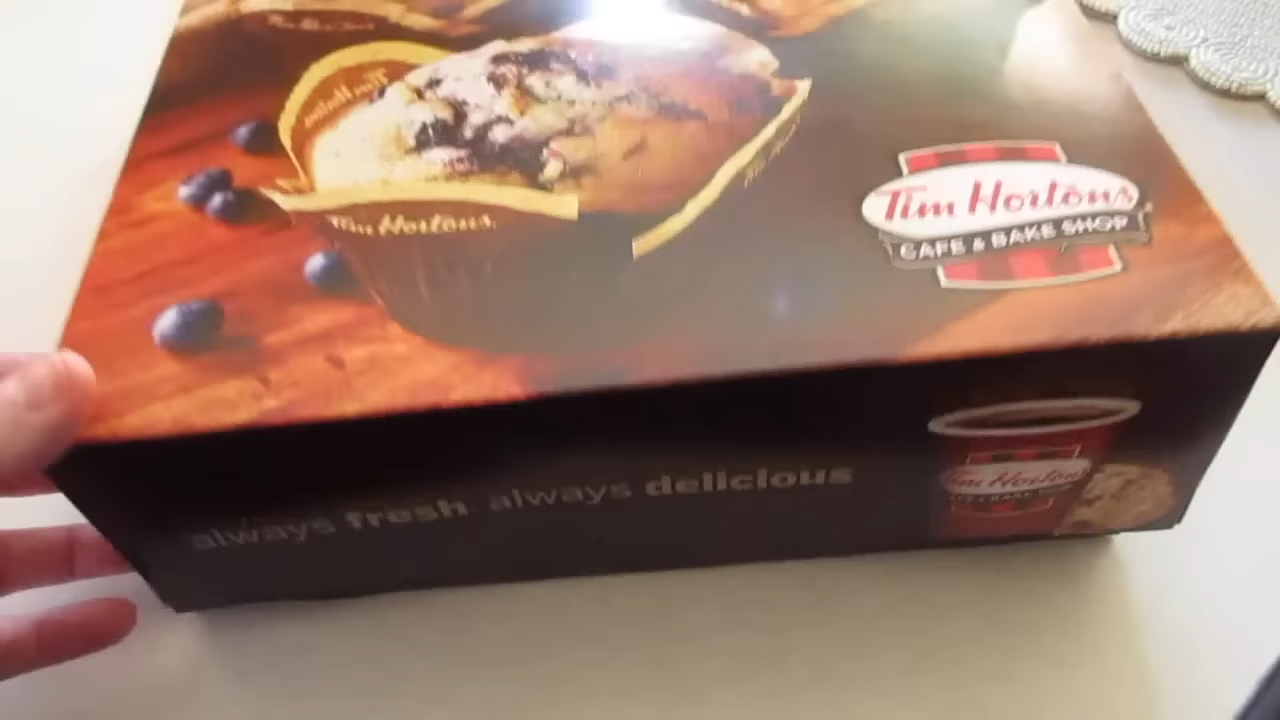 Tim Hortons
Tim Hortons.
Tim Hortons
CAFE & BAKE SHOP
always fresh always delicious
Tim Hortons